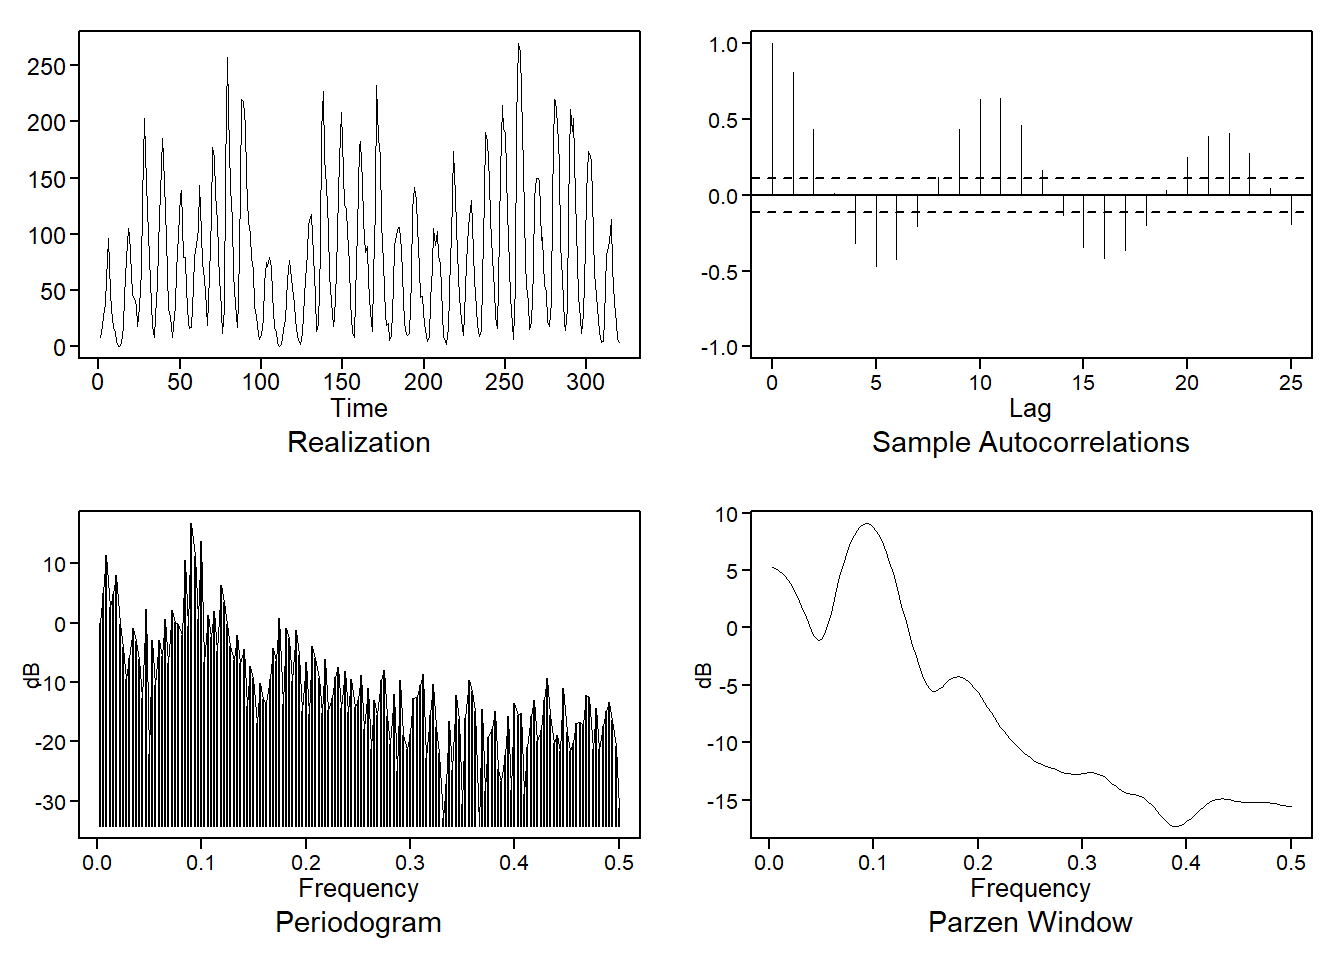 250
200
150
100
50
0
0 50 100 150 200 250 300
Time
Realization
1.0
0.5
0.0
-0.5
-1.0
0 5 10 15 20 25
Lag
Sample Autocorrelations
dB
10
0
-10
-20
-30
0.0 0.1 0.2 0.3 0.4 0.5
Frequency
Periodogram
dB
10
5
0
-5
-10
-15
0.0 0.1 0.2 0.3 0.4 0.5
Frequency
Parzen Window